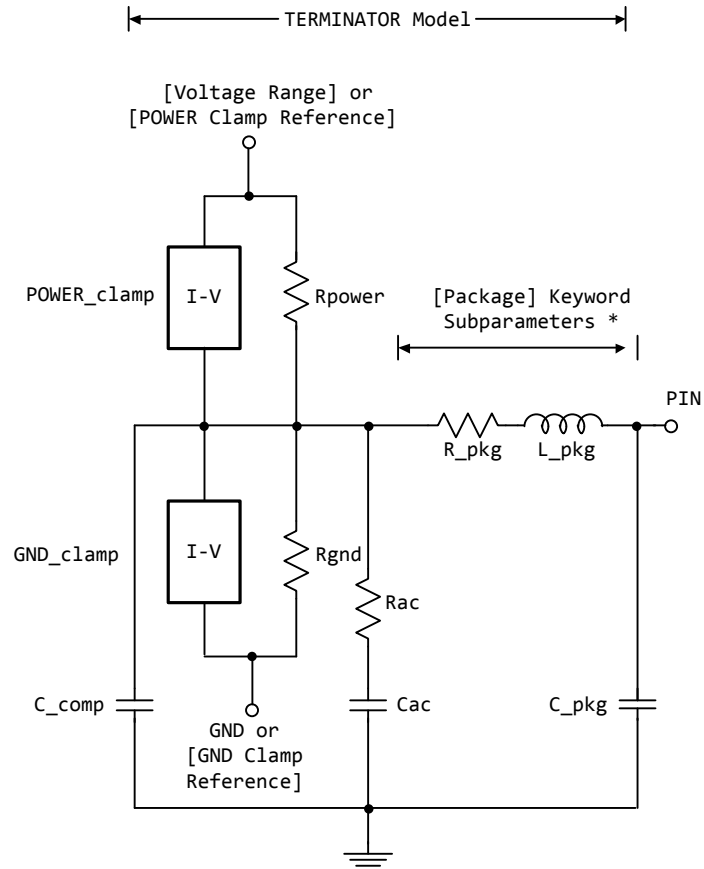 TERMINATOR Model
[Voltage Range] or
[POWER Clamp Reference]
POWER_clamp
I-V
Rpower
[Package] Keyword
Subparameters *
PIN
R_pkg
L_pkg
GND_clamp
I-V
Rgnd
Rac
C_comp
Cac
C_pkg
GND or
[GND Clamp
Reference]